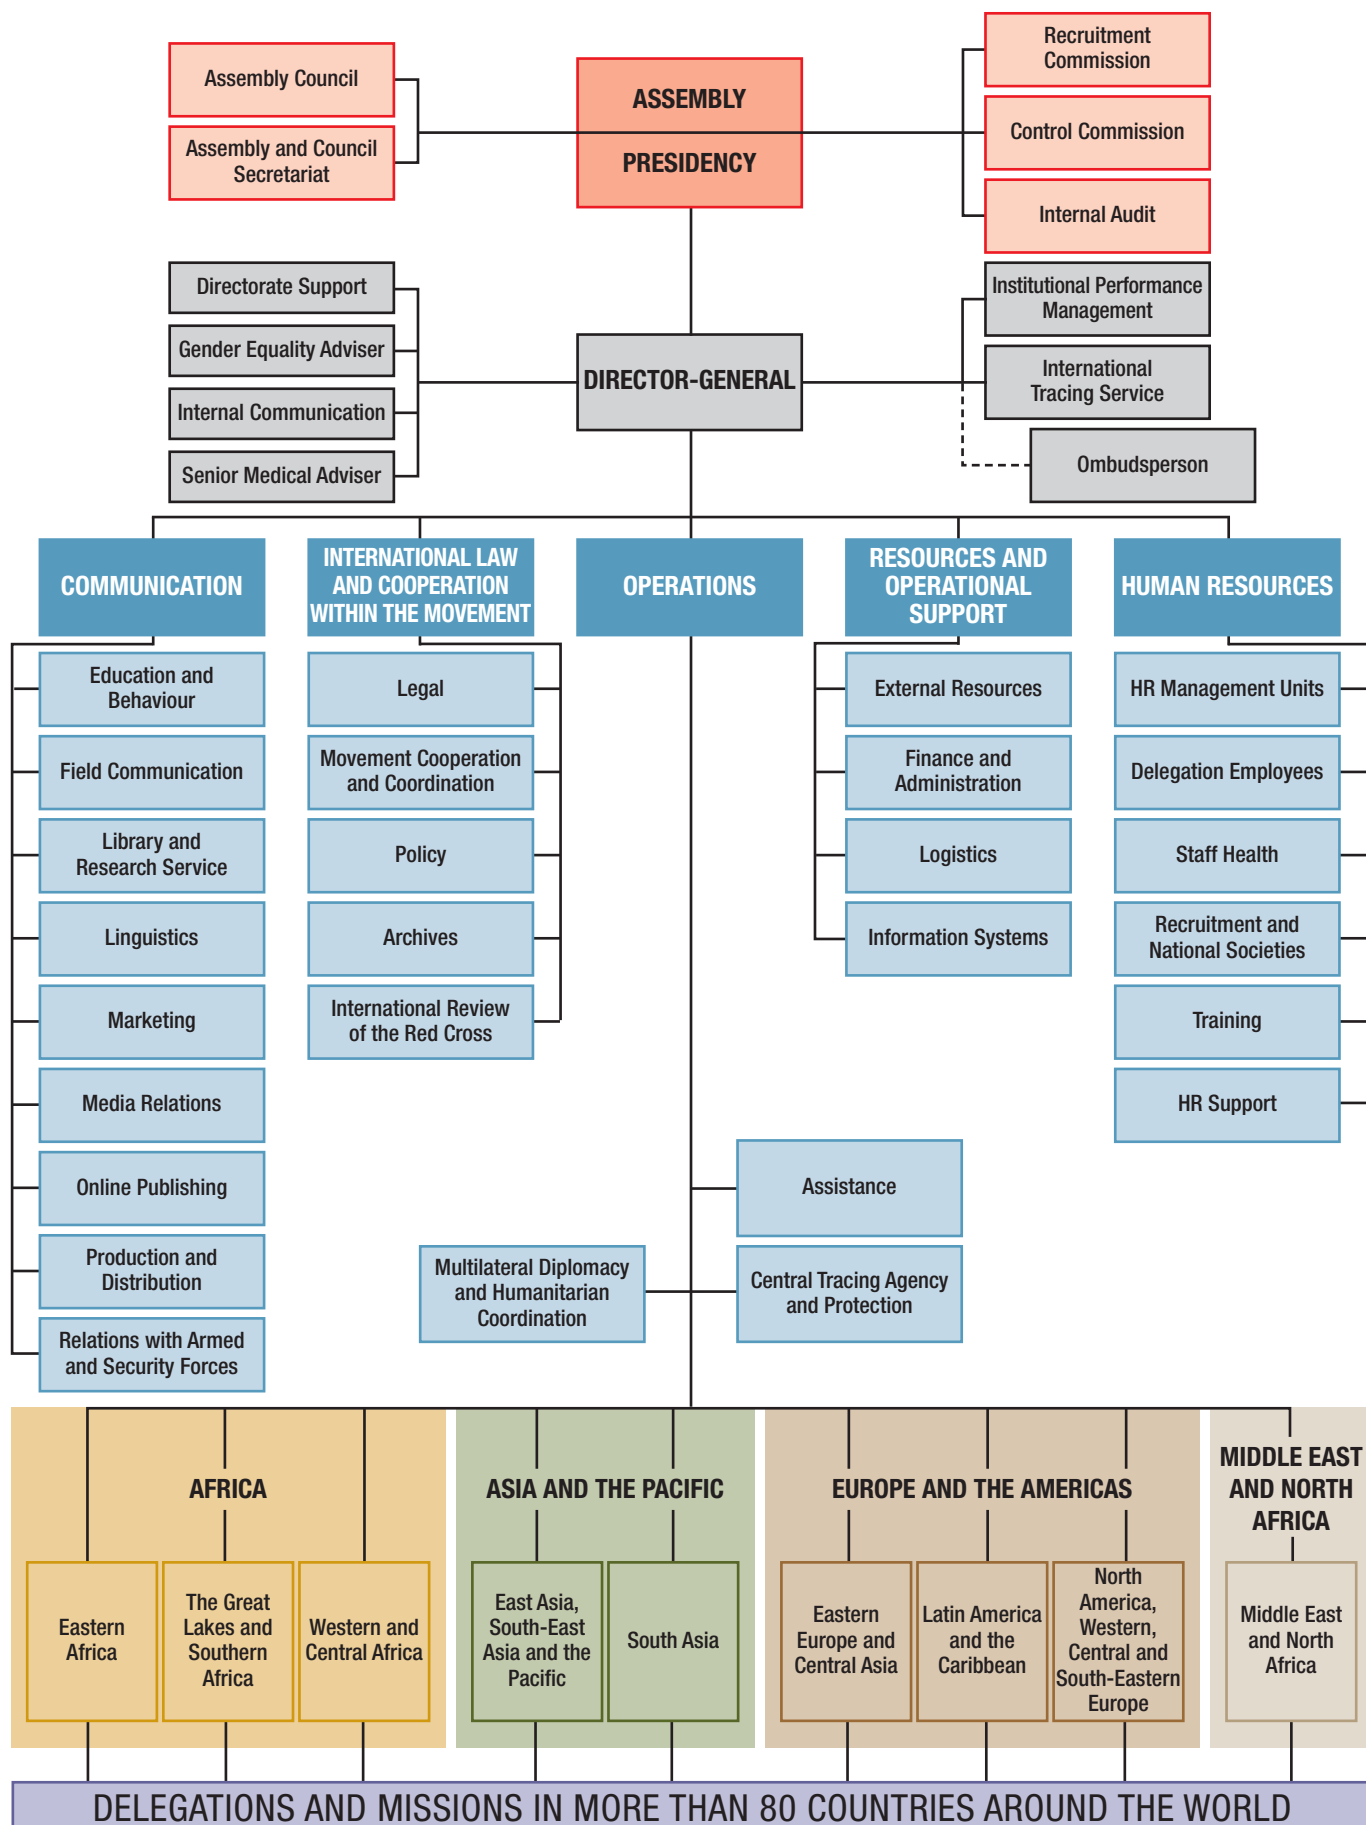 Assembly Council
Assembly and Council
Secretariat
ASSEMBLY
PRESIDENCY
Recruitment
Commission
Control Commission
Internal Audit
Directorate Support
Gender Equality Adviser
Internal Communication
Senior Medical Adviser
DIRECTOR-GENERAL
Institutional Performance
Management
International
Tracing Service
Ombudsperson
COMMUNICATION
Education and
Behaviour
Field Communication
Library and
Research Service
Linguistics
Marketing
Media Relations
Online Publishing
Production and
Distribution
Relations with Armed
and Security Forces
INTERNATIONAL LAW
AND COOPERATION
WITHIN THE MOVEMENT
Legal
Movement Cooperation
and Coordination
Policy
Archives
International Review
of the Red Cross
OPERATIONS
Assistance
Multilateral Diplomacy
and Humanitarian
Coordination
Central Tracing Agency
and Protection
RESOURCES AND
OPERATIONAL
SUPPORT
External Resources
Finance and
Administration
Logistics
Information Systems
HUMAN RESOURCES
HR Management Units
Delegation Employees
Staff Health
Recruitment and
National Societies
Training
HR Support
AFRICA
Eastern
Africa
The Great
Lakes and
Southern
Africa
Western and
Central Africa
ASIA AND THE PACIFIC
East Asia,
South-East
Asia and the
Pacific
South Asia
EUROPE AND THE AMERICAS
Eastern
Europe and
Central Asia
Latin America
and the
Caribbean
North
America,
Western,
Central and
South-Eastern
Europe
MIDDLE EAST
AND NORTH
AFRICA
Middle East
and North
Africa
DELEGATIONS AND MISSIONS IN MORE THAN 80 COUNTRIES AROUND THE WORLD